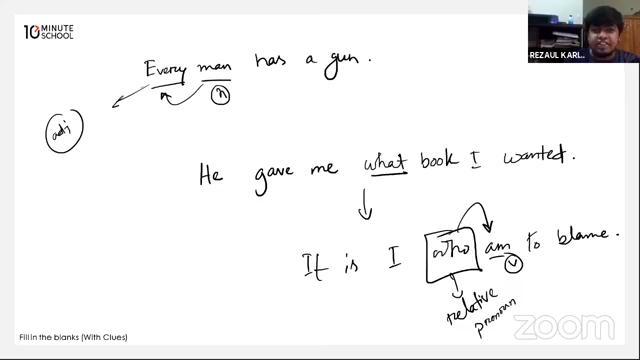 10 MINUTE
SCHOOL
REZAUL KARI...
Every man has a gun.
n
adj
He gave me what book I wanted.
It is I who am to blame.
v
relative
pronoun
Fill in the blanks (With Clues)
zoom